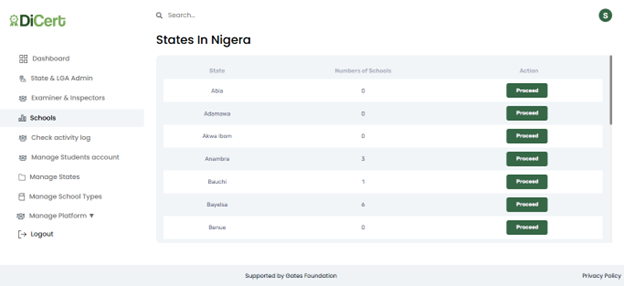 DiCert
Search...
S
Dashboard
State & LGA Admin
Examiner & Inspectors
Schools
Check activity log
Manage Students account
Manage States
Manage School Types
Manage Platform ▼
Logout
States In Nigera
State Numbers of Schools Action
Abia 0 Proceed
Adamawa 0 Proceed
Akwa Ibom 0 Proceed
Anambra 3 Proceed
Bauchi 1 Proceed
Bayelsa 6 Proceed
Benue 0 Proceed
Supported by Gates Foundation
Privacy Policy